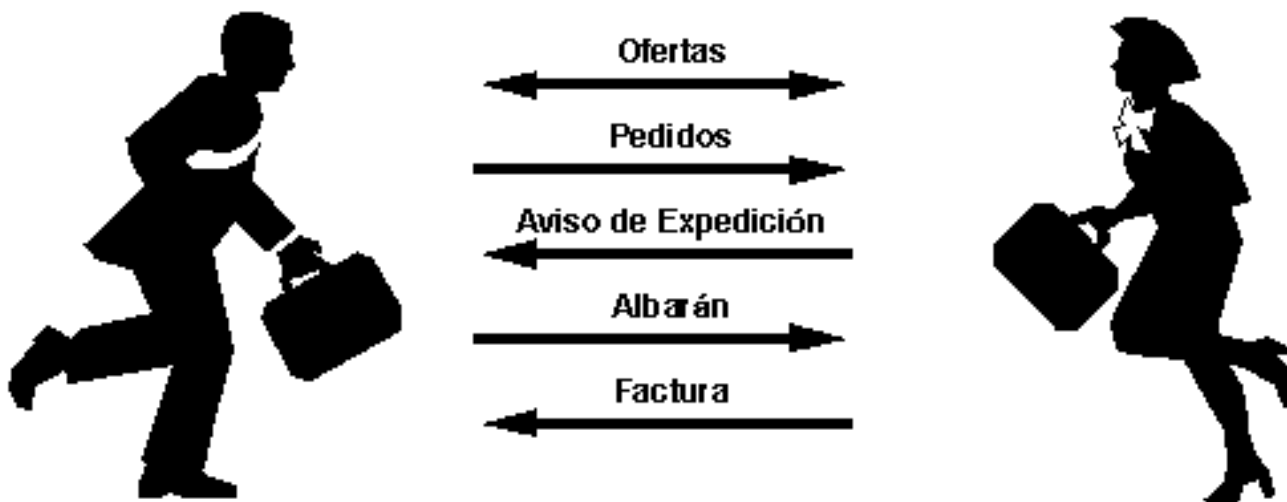 Ofertas
Pedidos
Aviso de Expedición
Albarán
Factura